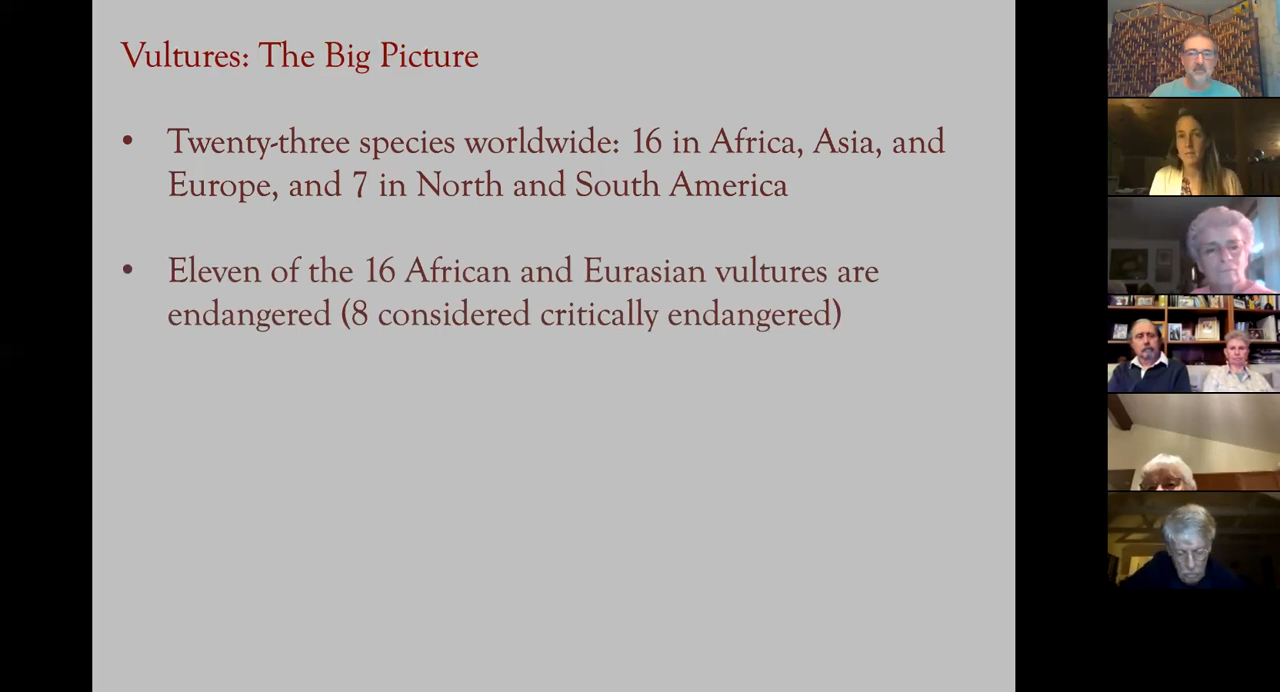 Vultures: The Big Picture
• Twenty-three species worldwide: 16 in Africa, Asia, and
Europe, and 7 in North and South America
• Eleven of the 16 African and Eurasian vultures are
endangered (8 considered critically endangered)